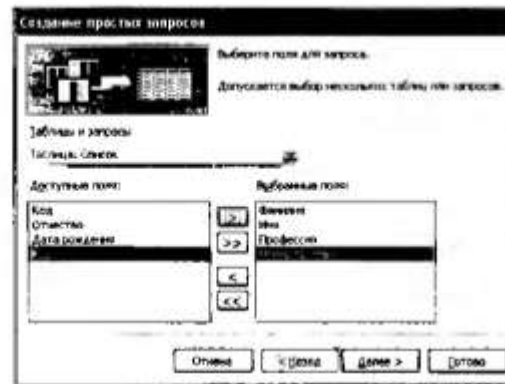 Создание простых запросов
Выберите поля для запроса.
Допускается выбор нескольких таблиц или запросов.
Таблицы и запросы
Таблица: Список
Доступные поля:
Выбранные поля:
Код
Отчество
Дата рождения
>
>>
<
<<
Фамилия
Имя
Профессия
Отмена
< Назад
Далее >
Готово